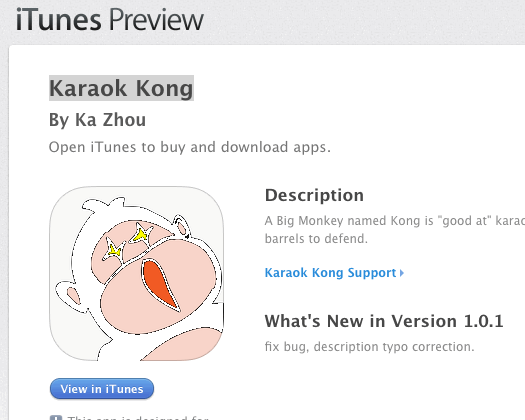 iTunes Preview
Karaok Kong
By Ka Zhou
Open iTunes to buy and download apps.
Description
A Big Monkey named Kong is "good at"
barrels to defend.
Karaok Kong Support
What's New in Version 1.0.1
fix bug, description typo correction.
View in iTunes
This app is designed for